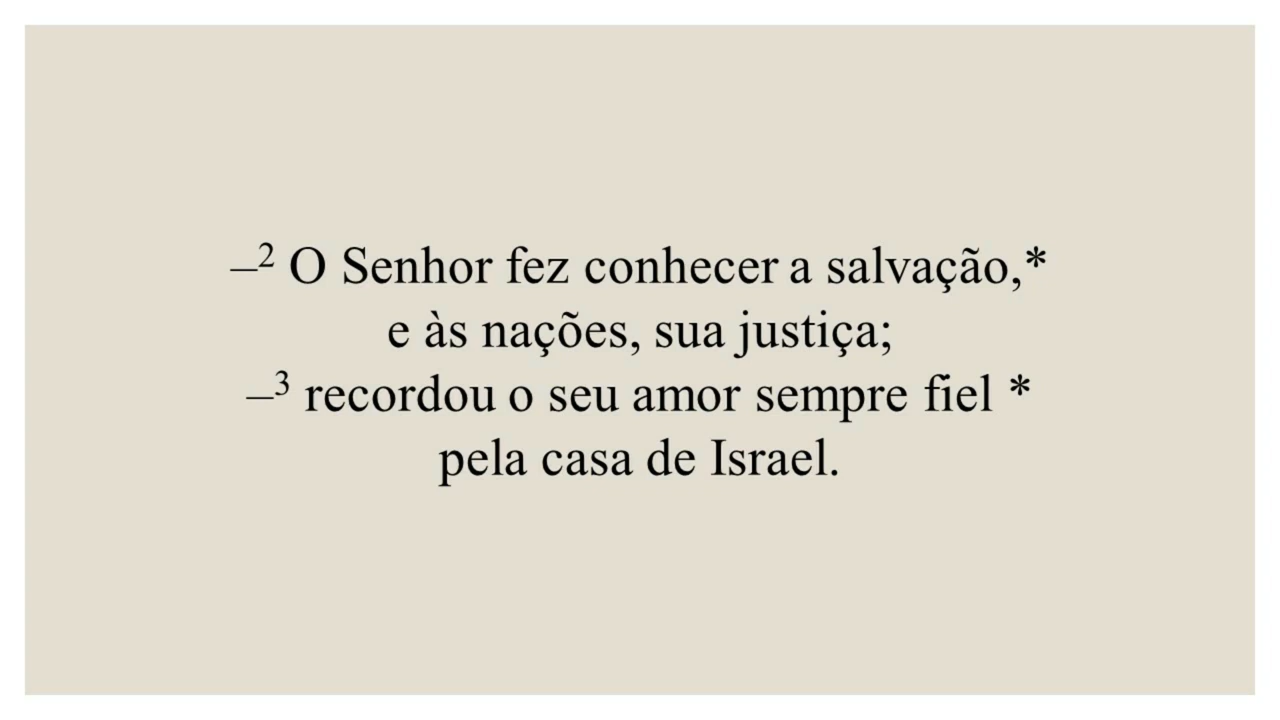 –² O Senhor fez conhecer a salvação,*
e às nações, sua justiça;
–³ recordou o seu amor sempre fiel *
pela casa de Israel.